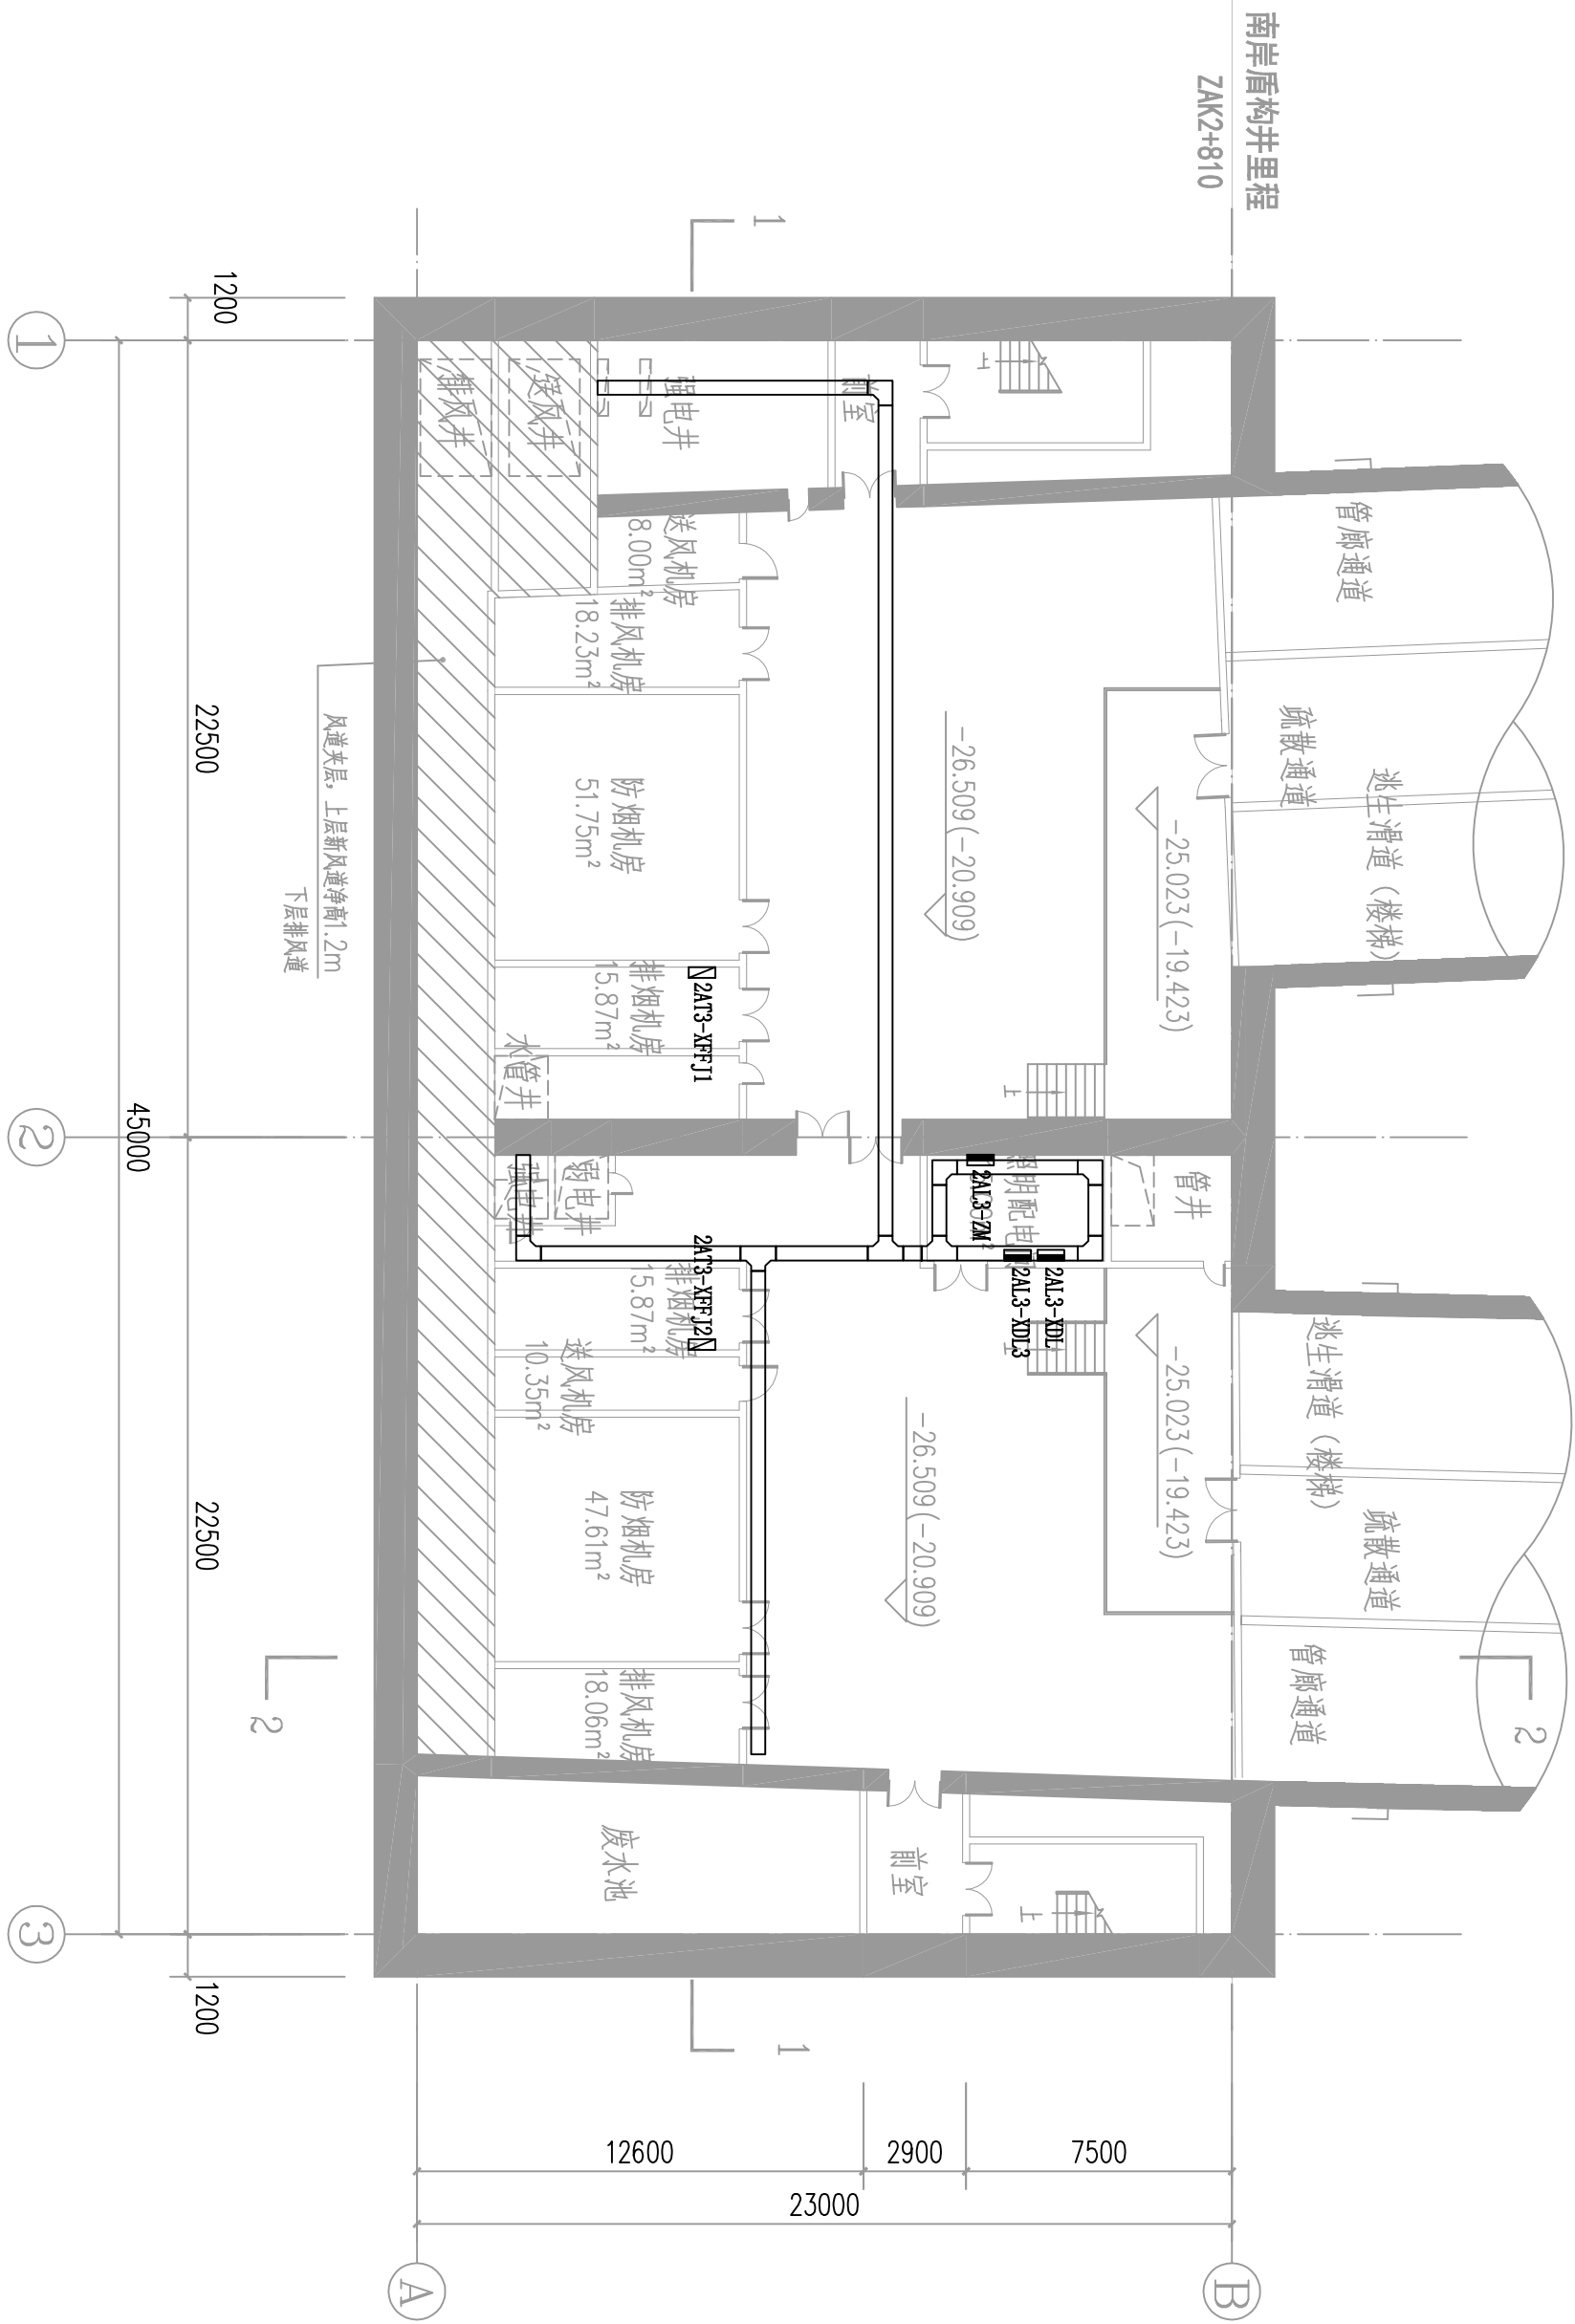 南岸盾构井里程
ZAK2+810
1
1
1200
22500
45000
22500
1200
2
3
排风井
送风井
强电井
前室
上
管廊通道
疏散通道
逃生滑道（楼梯）
送风机房
8.00m²
排风机房
18.23m²
防烟机房
51.75m²
排烟机房
15.87m²
2AT3-XFFJ1
水管井
-26.509(-20.909)
-25.023(-19.423)
上
风道夹层，上层新风道净高1.2m
下层排风道
强电井
弱电井
照明配电
2AL3-ZM
管井
2AL3-XDL
2AL3-XDL3
上
2AT3-XFFJ2
排烟机房
15.87m²
送风机房
10.35m²
防烟机房
47.61m²
排风机房
18.06m²
-26.509(-20.909)
-25.023(-19.423)
逃生滑道（楼梯）
疏散通道
管廊通道
2
2
废水池
前室
上
1
12600
2900
7500
23000
A
B